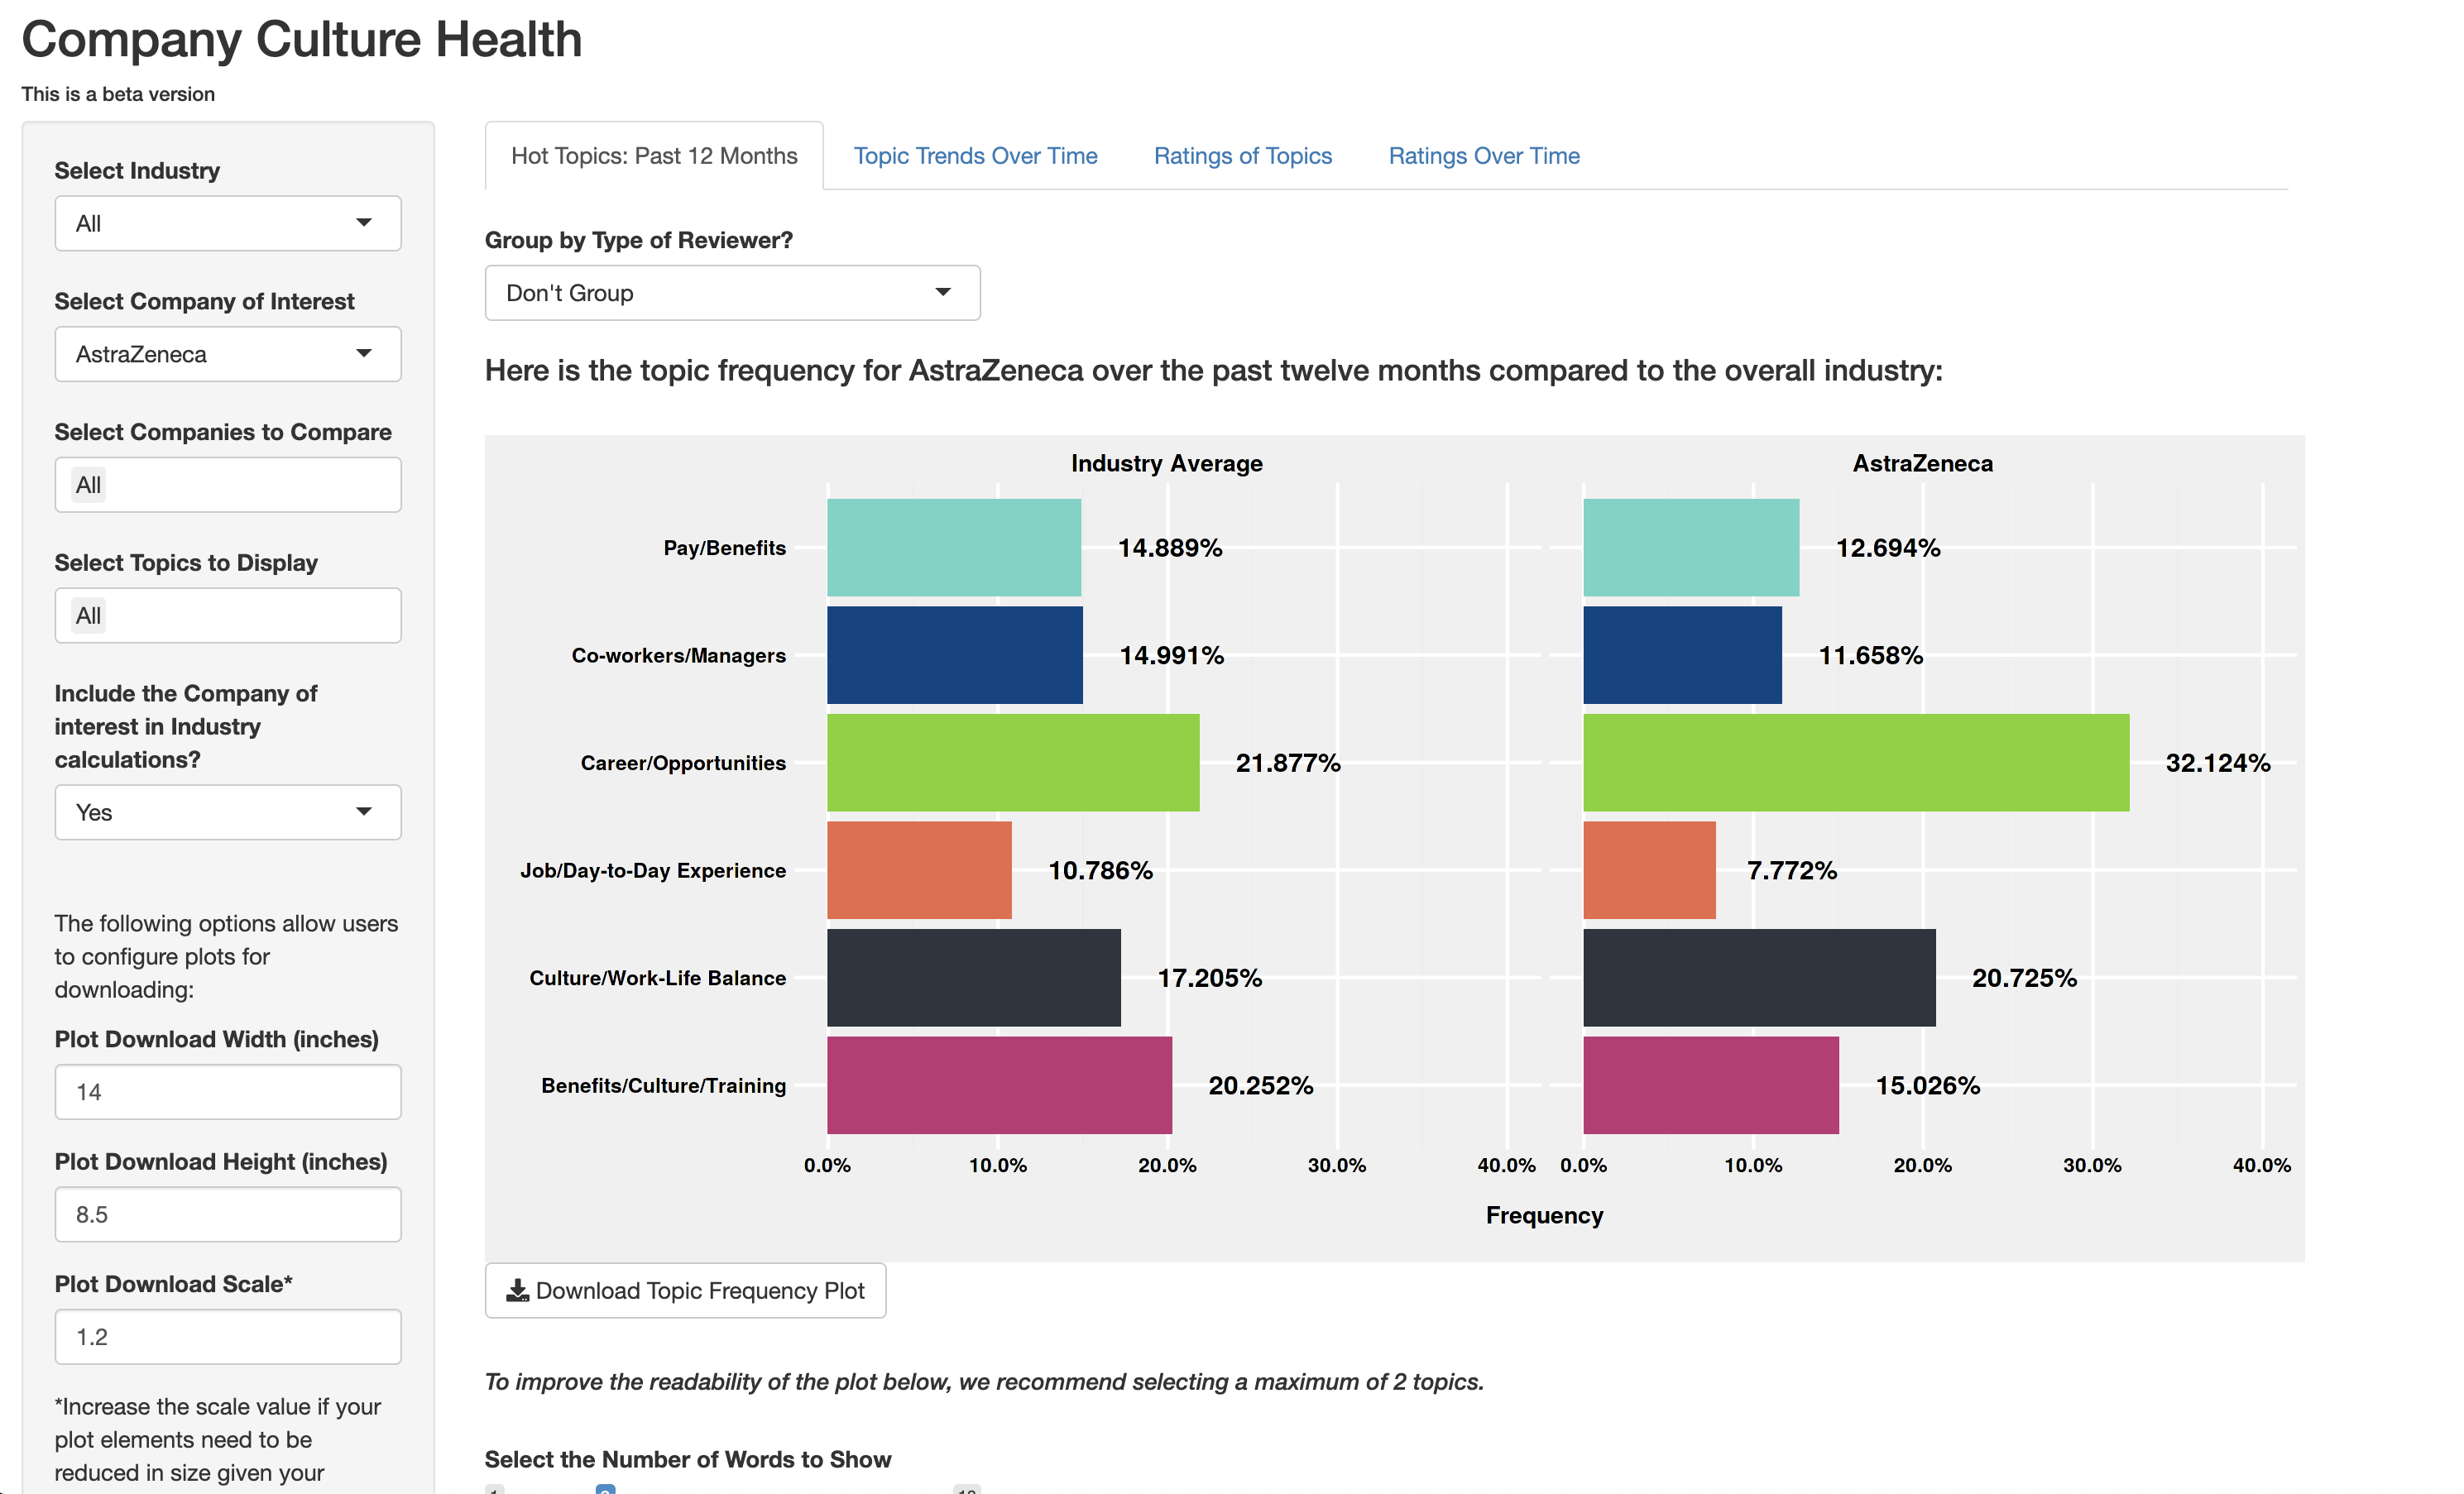 Company Culture Health
This is a beta version
Select Industry
All
Select Company of Interest
AstraZeneca
Select Companies to Compare
All
Select Topics to Display
All
Include the Company of
interest in Industry
calculations?
Yes
The following options allow users
to configure plots for
downloading:
Plot Download Width (inches)
14
Plot Download Height (inches)
8.5
Plot Download Scale*
1.2
*Increase the scale value if your
plot elements need to be
reduced in size given your
Hot Topics: Past 12 Months Topic Trends Over Time Ratings of Topics Ratings Over Time
Group by Type of Reviewer?
Don't Group
Here is the topic frequency for AstraZeneca over the past twelve months compared to the overall industry:
Industry Average AstraZeneca
Pay/Benefits 14.889% 12.694%
Co-workers/Managers 14.991% 11.658%
Career/Opportunities 21.877% 32.124%
Job/Day-to-Day Experience 10.786% 7.772%
Culture/Work-Life Balance 17.205% 20.725%
Benefits/Culture/Training 20.252% 15.026%
0.0% 10.0% 20.0% 30.0% 40.0% 0.0% 10.0% 20.0% 30.0% 40.0%
Frequency
Download Topic Frequency Plot
To improve the readability of the plot below, we recommend selecting a maximum of 2 topics.
Select the Number of Words to Show